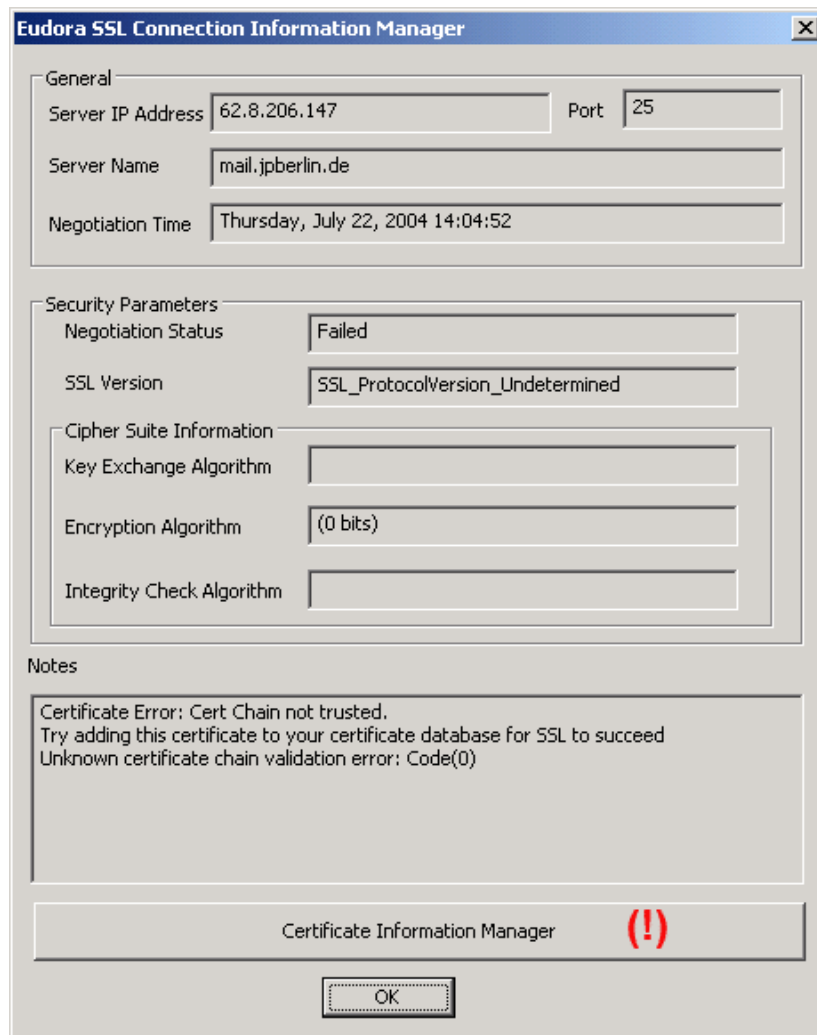 Eudora SSL Connection Information Manager
General
Server IP Address 62.8.206.147 Port 25
Server Name mail.jpberlin.de
Negotiation Time Thursday, July 22, 2004 14:04:52
Security Parameters
Negotiation Status Failed
SSL Version SSL_ProtocolVersion_Undetermined
Cipher Suite Information
Key Exchange Algorithm
Encryption Algorithm (0 bits)
Integrity Check Algorithm
Notes
Certificate Error: Cert Chain not trusted.
Try adding this certificate to your certificate database for SSL to succeed
Unknown certificate chain validation error: Code(0)
Certificate Information Manager (!)
OK